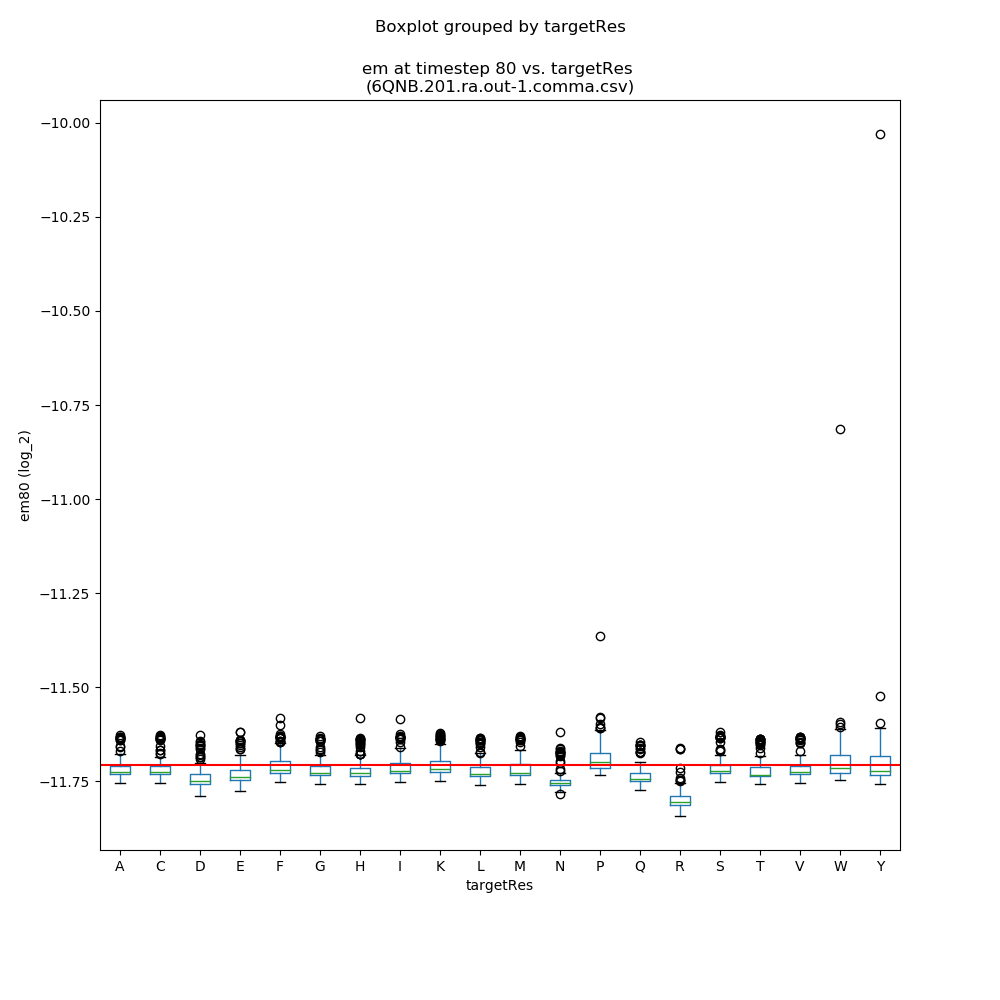 Boxplot grouped by targetRes
em at timestep 80 vs. targetRes
(6QNB.201.ra.out-1.comma.csv)
−10.00
−10.25
−10.50
−10.75
−11.00
−11.25
−11.50
−11.75
em80 (log_2)
A C D E F G H I K L M N P Q R S T V W Y
targetRes